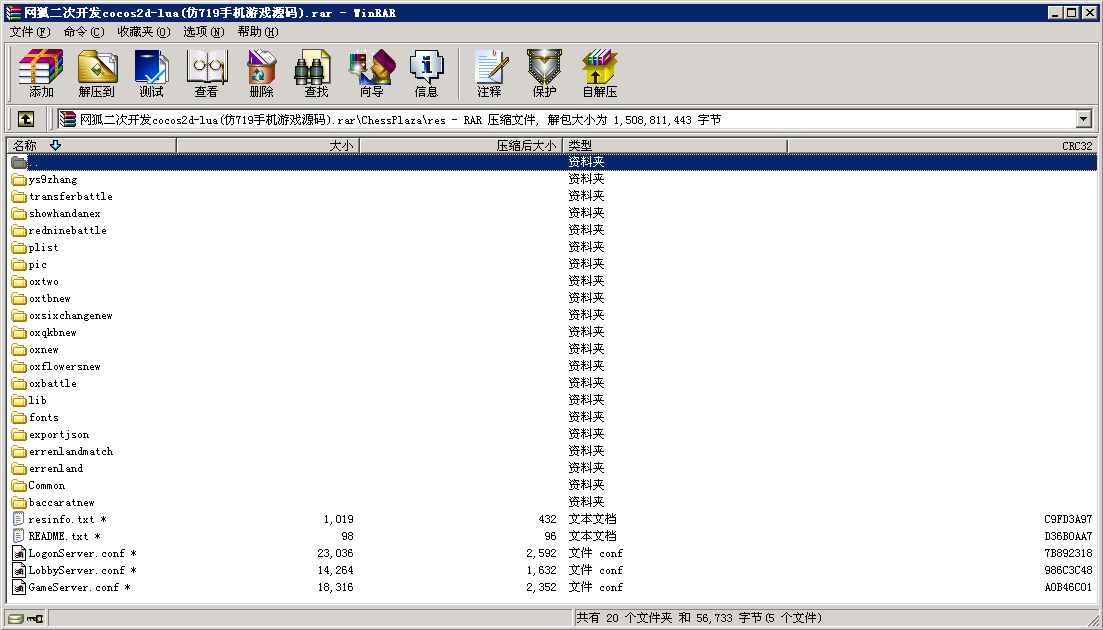 网狐二次开发cocos2d-lua(仿719手机游戏源码).rar - WinRAR
文件(F) 命令(C) 收藏夹(O) 选项(N) 帮助(H)
添加 解压到 测试 查看 删除 查找 向导 信息 注释 保护 自解压
网狐二次开发cocos2d-lua(仿719手机游戏源码).rar\ChessPlaza\res - RAR 压缩文件, 解包大小为 1,508,811,443 字节
名称 大小 压缩后大小 类型 CRC32
.. 资料夹
ys9zhang 资料夹
transferbattle 资料夹
showhandanex 资料夹
redninebattle 资料夹
plist 资料夹
pic 资料夹
oxtwo 资料夹
oxtbnew 资料夹
oxsixchangenew 资料夹
oxqkbnew 资料夹
oxnew 资料夹
oxflowersnew 资料夹
oxbattle 资料夹
lib 资料夹
fonts 资料夹
exportjson 资料夹
errenlandmatch 资料夹
errenland 资料夹
Common 资料夹
baccaratnew 资料夹
resinfo.txt * 1,019 432 文本文档 C9FD3A97
README.txt * 98 96 文本文档 D36B0AA7
LogonServer.conf * 23,036 2,592 文件 conf 7B892318
LobbyServer.conf * 14,264 1,632 文件 conf 986C3C48
GameServer.conf * 18,316 2,352 文件 conf A0B46C01
共有 20 个文件夹 和 56,733 字节(5 个文件)